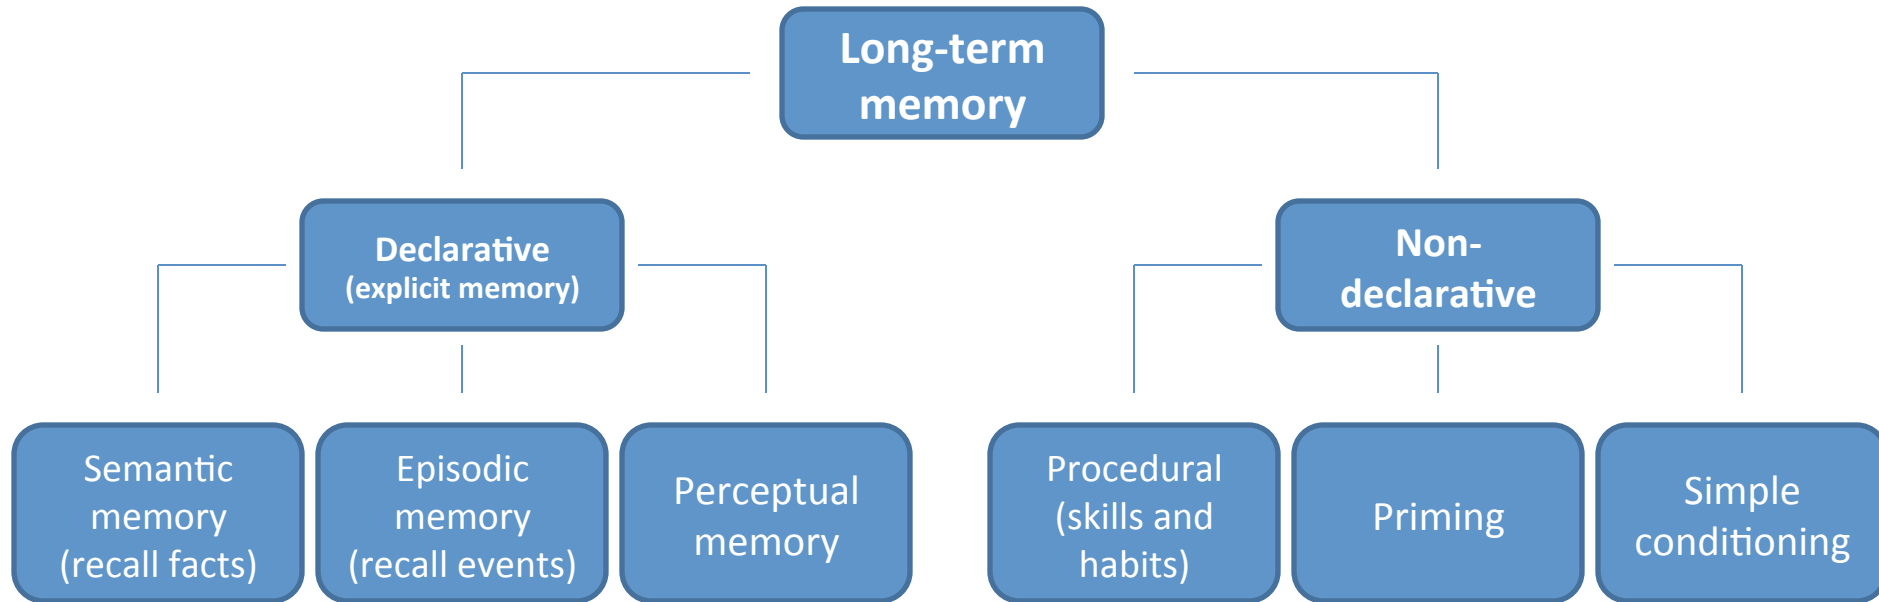 Long-term
memory
Declarative
(explicit memory)
Non-
declarative
Semantic
memory
(recall facts)
Episodic
memory
(recall events)
Perceptual
memory
Procedural
(skills and
habits)
Priming
Simple
conditioning